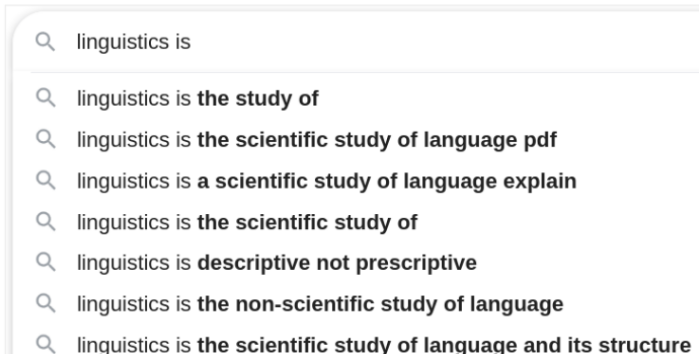 linguistics is
linguistics is the study of
linguistics is the scientific study of language pdf
linguistics is a scientific study of language explain
linguistics is the scientific study of
linguistics is descriptive not prescriptive
linguistics is the non-scientific study of language
linguistics is the scientific study of language and its structure